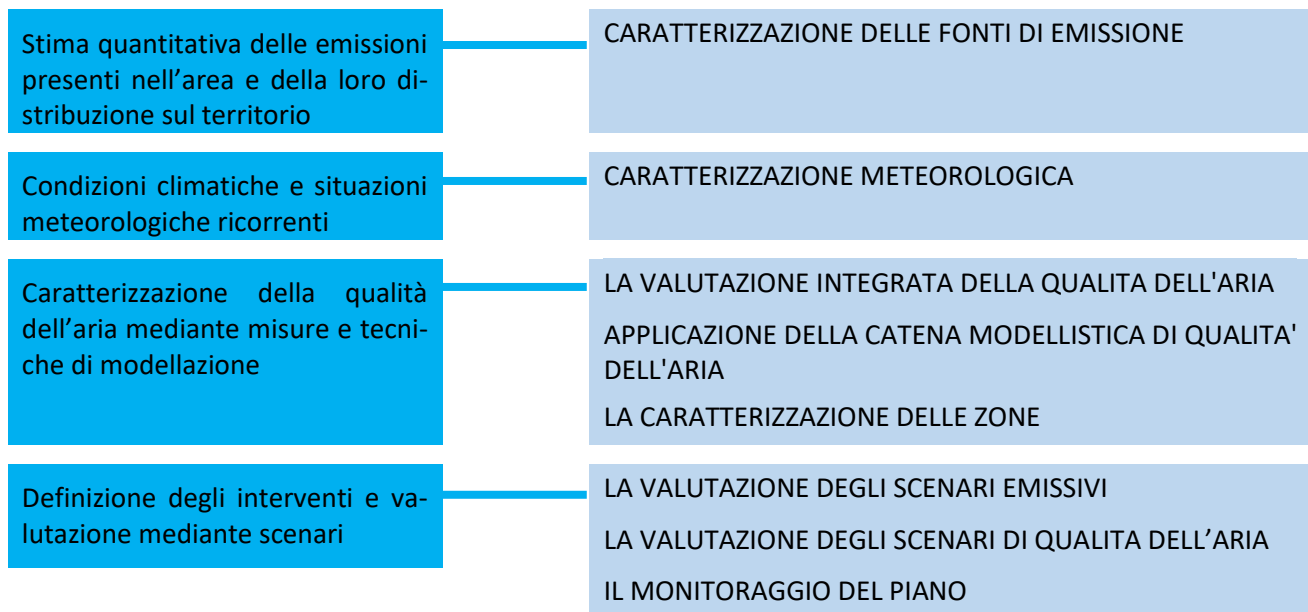 Stima quantitativa delle emissioni
presenti nell’area e della loro di-
stribuzione sul territorio
CARATTERIZZAZIONE DELLE FONTI DI EMISSIONE
Condizioni climatiche e situazioni
meteorologiche ricorrenti
CARATTERIZZAZIONE METEOROLOGICA
Caratterizzazione della qualità
dell’aria mediante misure e tecni-
che di modellazione
LA VALUTAZIONE INTEGRATA DELLA QUALITA DELL'ARIA
APPLICAZIONE DELLA CATENA MODELLISTICA DI QUALITA'
DELL'ARIA
LA CARATTERIZZAZIONE DELLE ZONE
Definizione degli interventi e va-
lutazione mediante scenari
LA VALUTAZIONE DEGLI SCENARI EMISSIVI
LA VALUTAZIONE DEGLI SCENARI DI QUALITA DELL’ARIA
IL MONITORAGGIO DEL PIANO